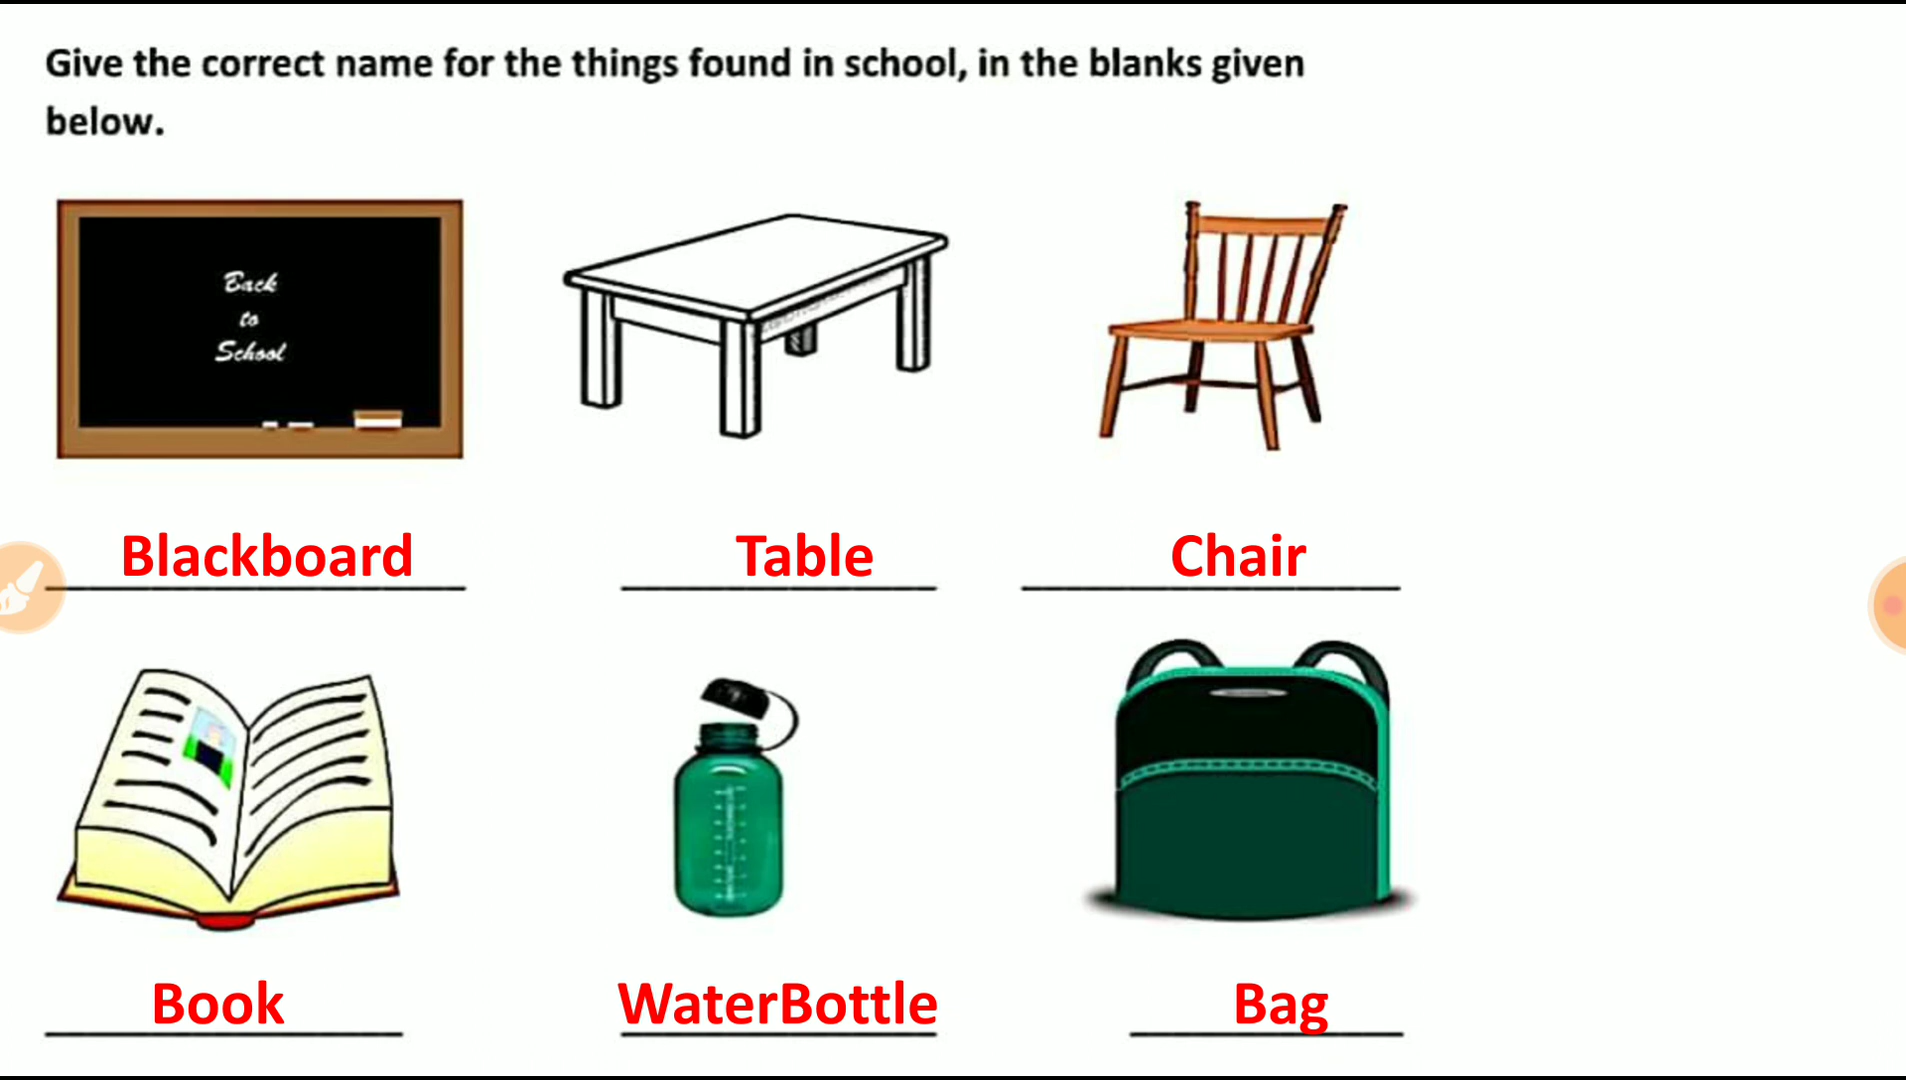 Give the correct name for the things found in school, in the blanks given
below.
Back
to
School
Blackboard
Table
Chair
Book
WaterBottle
Bag